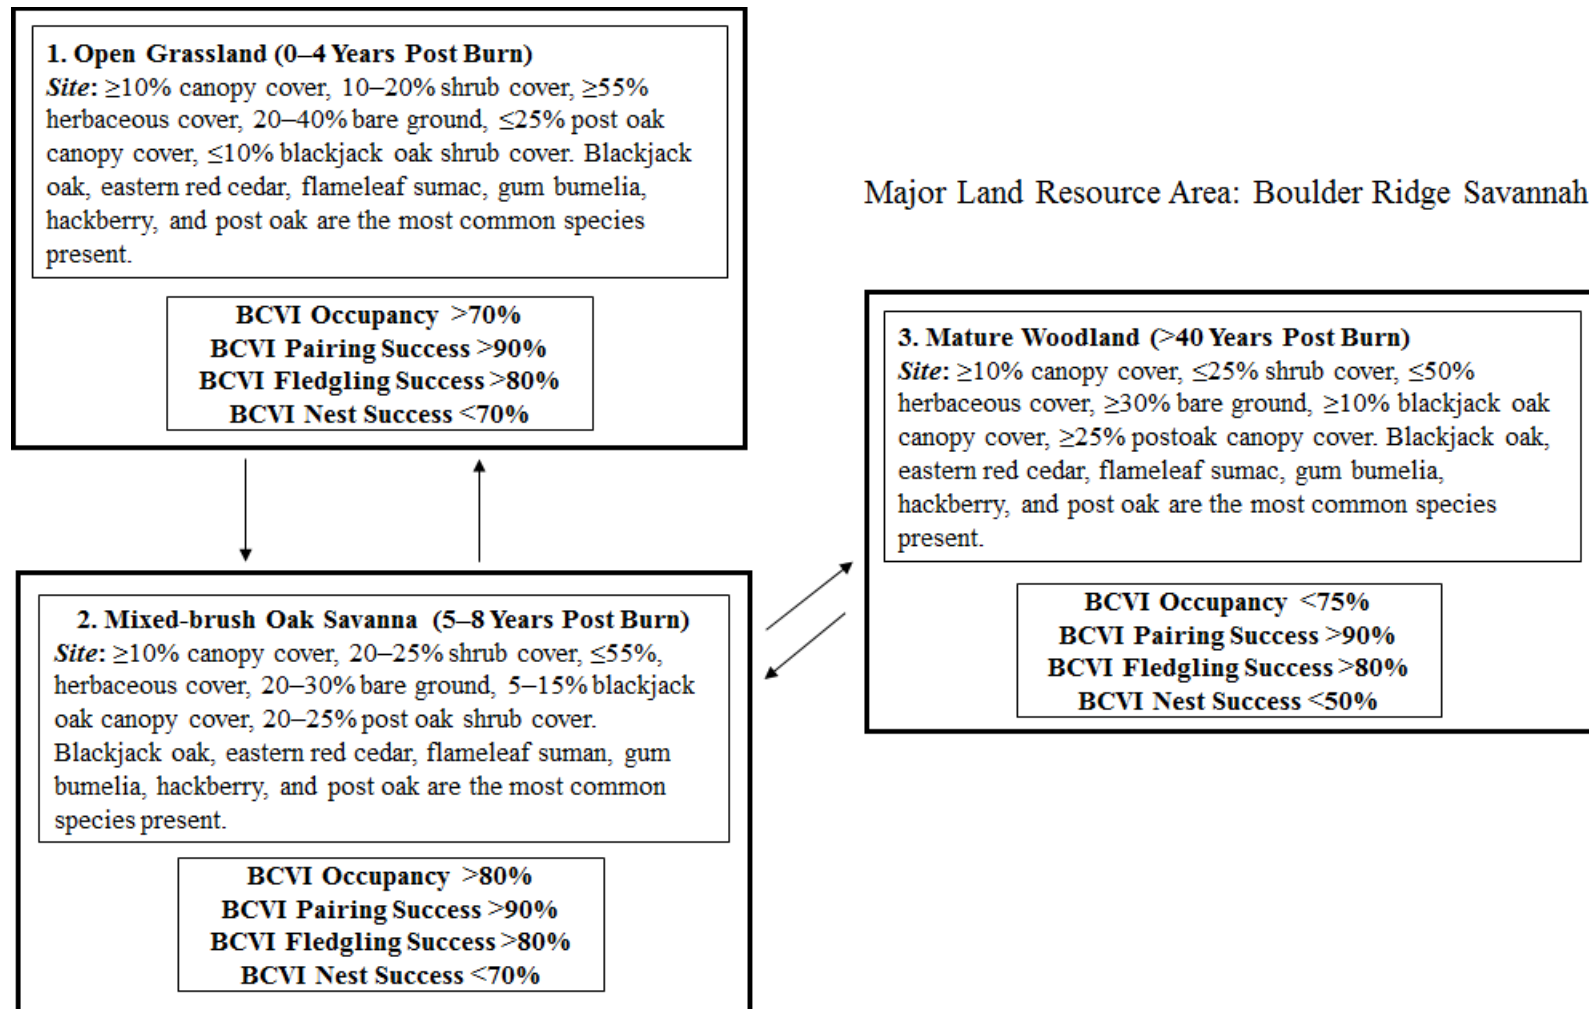 1. Open Grassland (0–4 Years Post Burn)
Site: ≥10% canopy cover, 10–20% shrub cover, ≥55%
herbaceous cover, 20–40% bare ground, ≤25% post oak
canopy cover, ≤10% blackjack oak shrub cover. Blackjack
oak, eastern red cedar, flameleaf sumac, gum bumelia,
hackberry, and post oak are the most common species
present.
BCVI Occupancy >70%
BCVI Pairing Success >90%
BCVI Fledgling Success >80%
BCVI Nest Success <70%
Major Land Resource Area: Boulder Ridge Savannah
3. Mature Woodland (>40 Years Post Burn)
Site: ≥10% canopy cover, ≤25% shrub cover, ≤50%
herbaceous cover, ≥30% bare ground, ≥10% blackjack oak
canopy cover, ≥25% postoak canopy cover. Blackjack oak,
eastern red cedar, flameleaf sumac, gum bumelia,
hackberry, and post oak are the most common species
present.
BCVI Occupancy <75%
BCVI Pairing Success >90%
BCVI Fledgling Success >80%
BCVI Nest Success <50%
2. Mixed-brush Oak Savanna (5–8 Years Post Burn)
Site: ≥10% canopy cover, 20–25% shrub cover, ≤55%,
herbaceous cover, 20–30% bare ground, 5–15% blackjack
oak canopy cover, 20–25% post oak shrub cover.
Blackjack oak, eastern red cedar, flameleaf suman, gum
bumelia, hackberry, and post oak are the most common
species present.
BCVI Occupancy >80%
BCVI Pairing Success >90%
BCVI Fledgling Success >80%
BCVI Nest Success <70%